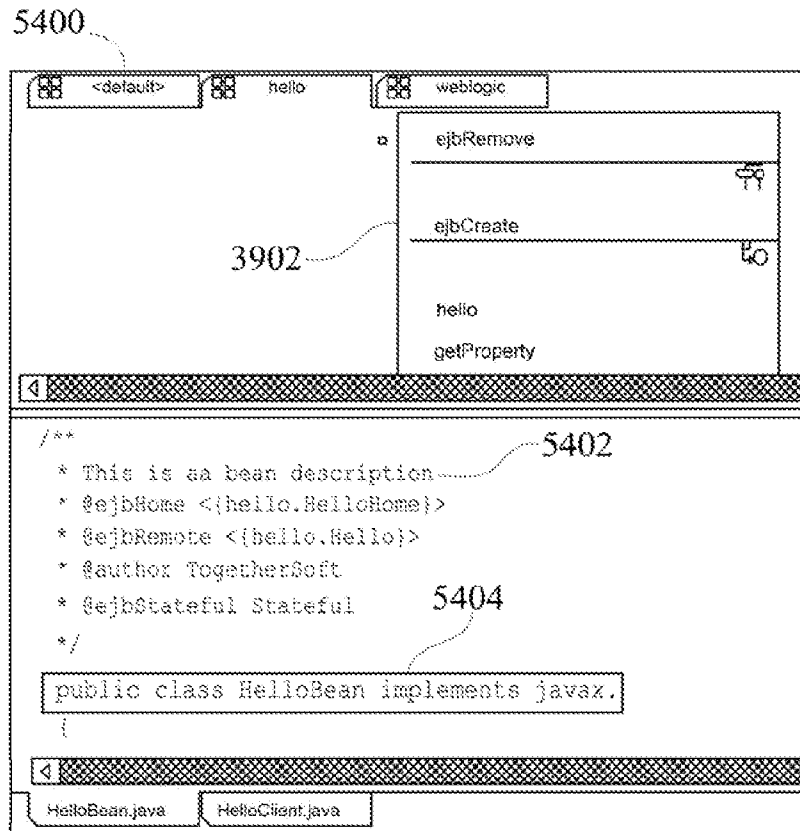 5400
<default> hello weblogic
ejbRemove
ejbCreate
3902
hello
getProperty
/**
* This is aa bean description
5402
* @ejbHome <{hello.HelloHome}>
* @ejbRemote <{hello.Hello}>
* @author TogetherSoft
* @ejbStateful Stateful
5404
*/
public class HelloBean implements javax.
{
HelloBean.java HelloClient.java